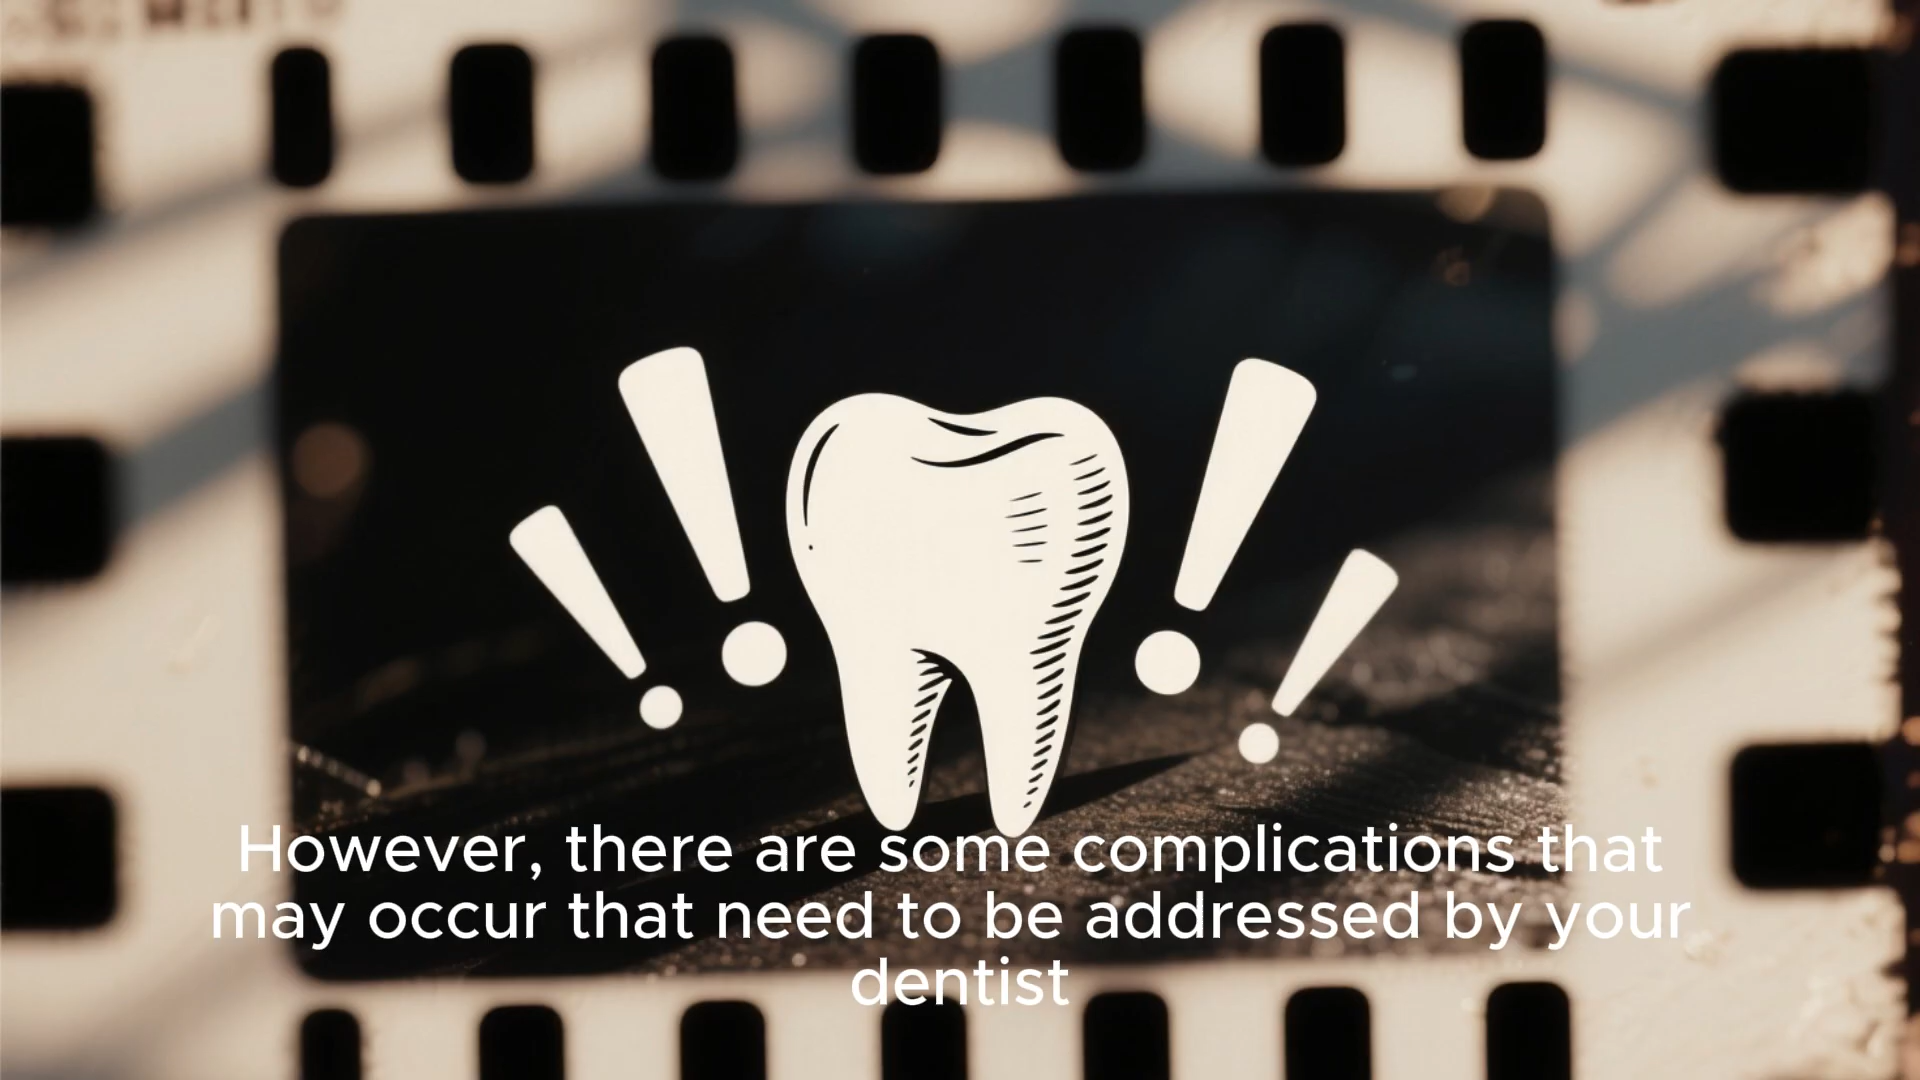 However, there are some complications that
may occur that need to be addressed by your
dentist